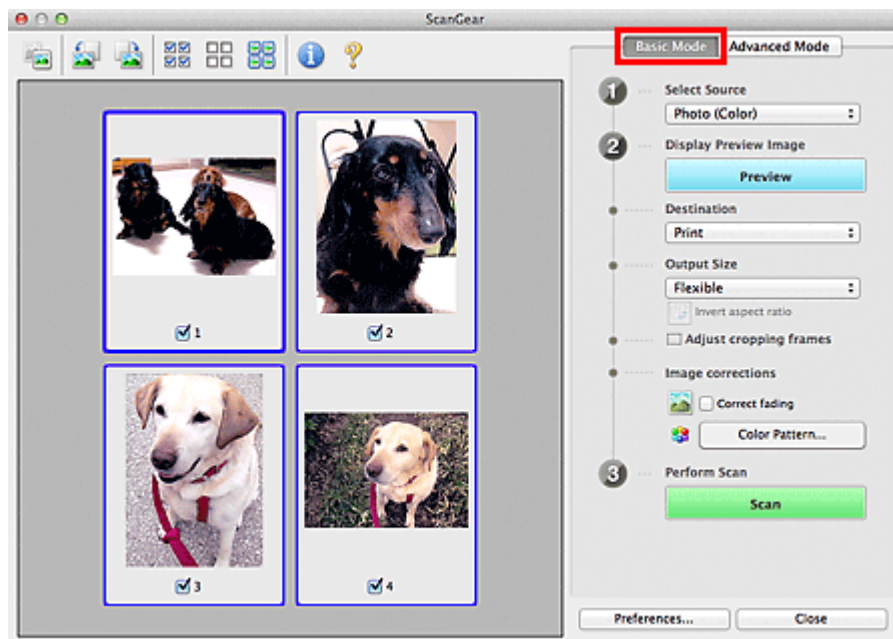 ScanGear
Basic Mode Advanced Mode
1 Select Source
Photo (Color)
2 Display Preview Image
Preview
Destination
Print
Output Size
Flexible
Invert aspect ratio
Adjust cropping frames
Image corrections
Correct fading
Color Pattern...
3 Perform Scan
Scan
1
2
3
4
Preferences... Close